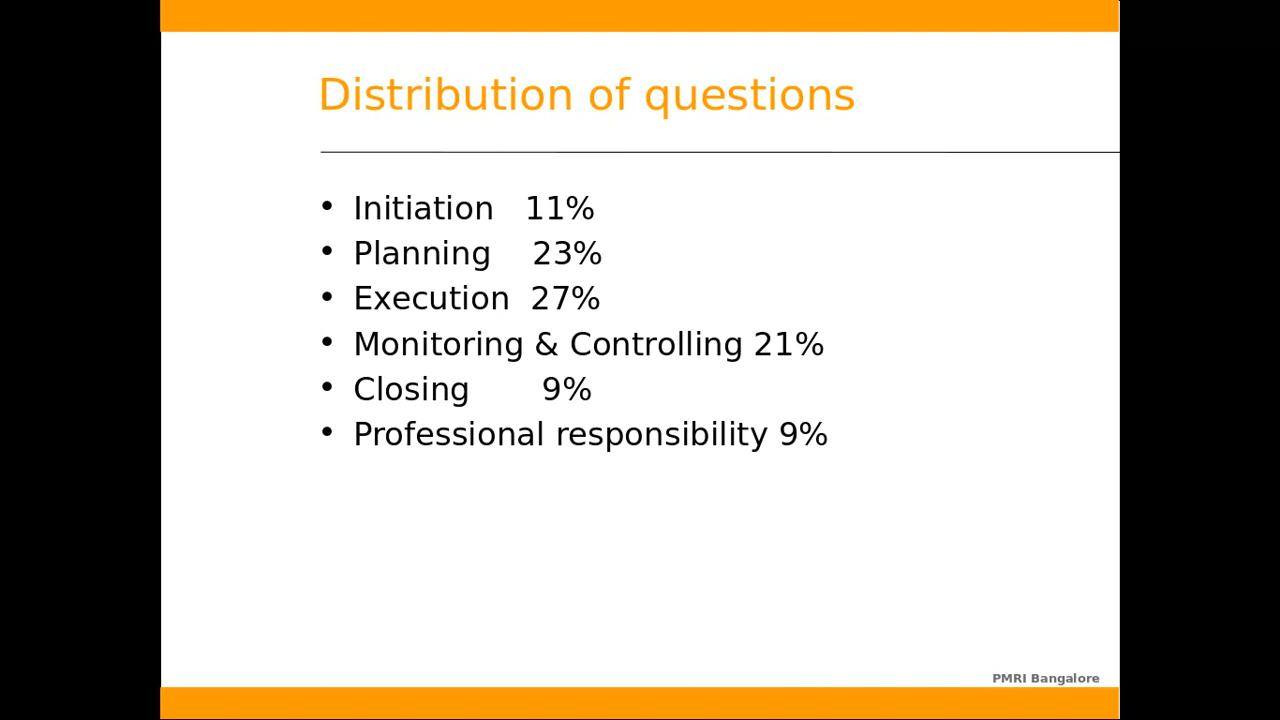 Distribution of questions
• Initiation 11%
• Planning 23%
• Execution 27%
• Monitoring & Controlling 21%
• Closing 9%
• Professional responsibility 9%
PMRI Bangalore